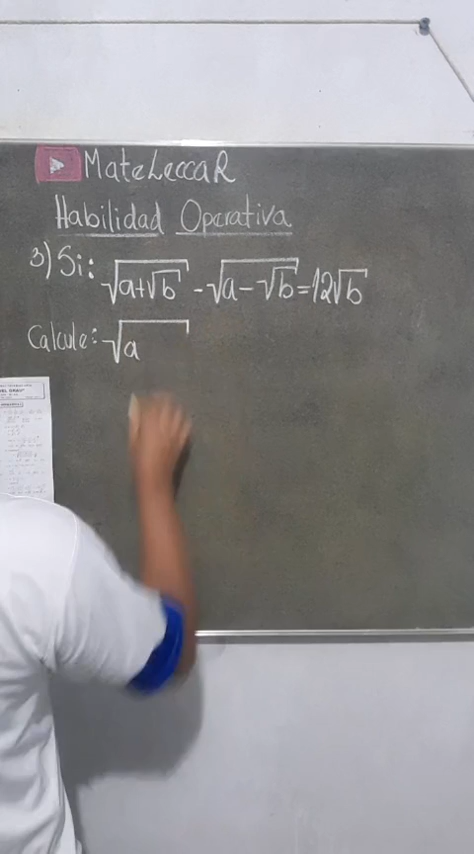 MateLeccaR
Habilidad Operativa
3) Si: √(a+√b) - √(a-√b) = 12√b
Calcule: √a